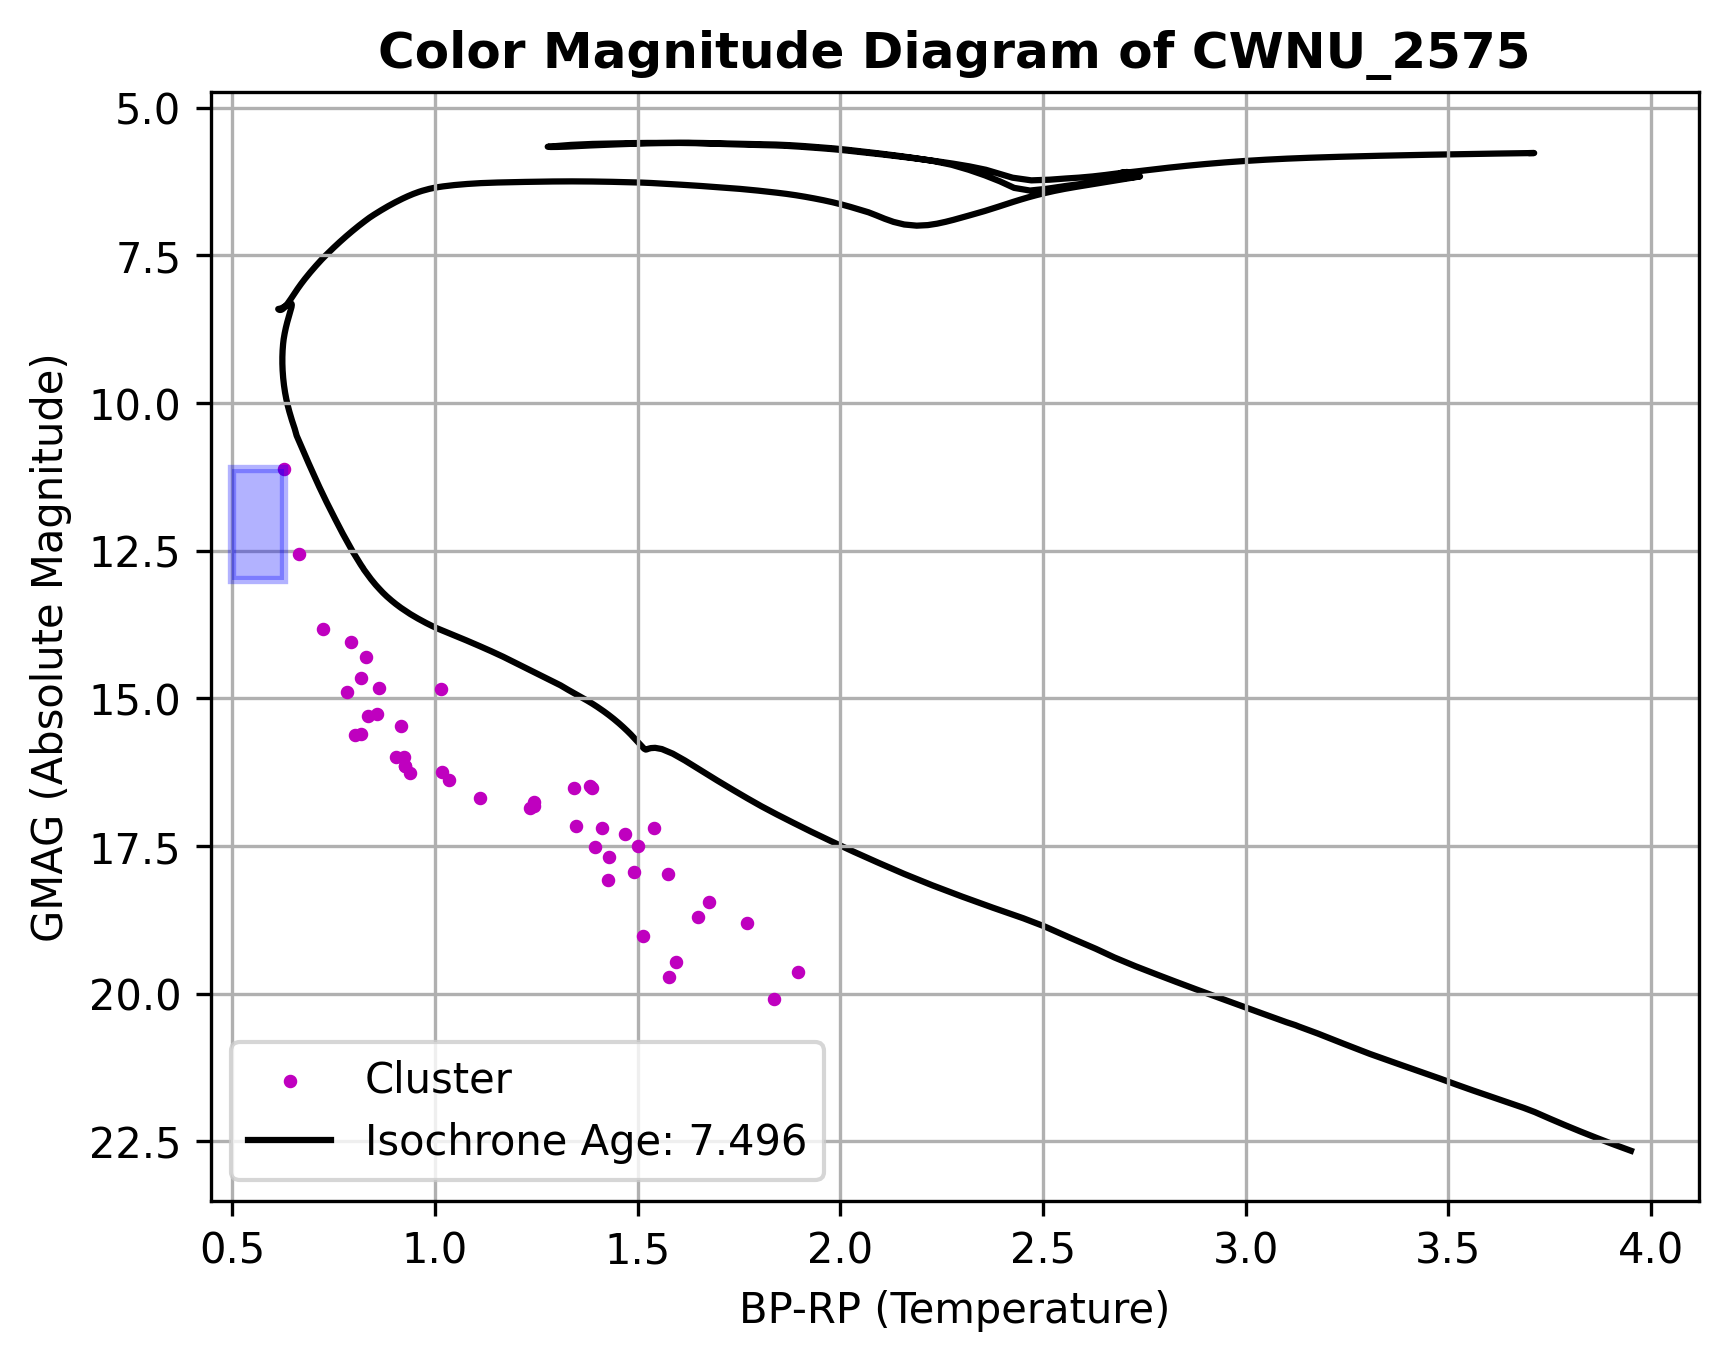 Color Magnitude Diagram of CWNU_2575
GMAG (Absolute Magnitude)
5.0
7.5
10.0
12.5
15.0
17.5
20.0
22.5
Cluster
Isochrone Age: 7.496
0.5 1.0 1.5 2.0 2.5 3.0 3.5 4.0
BP-RP (Temperature)